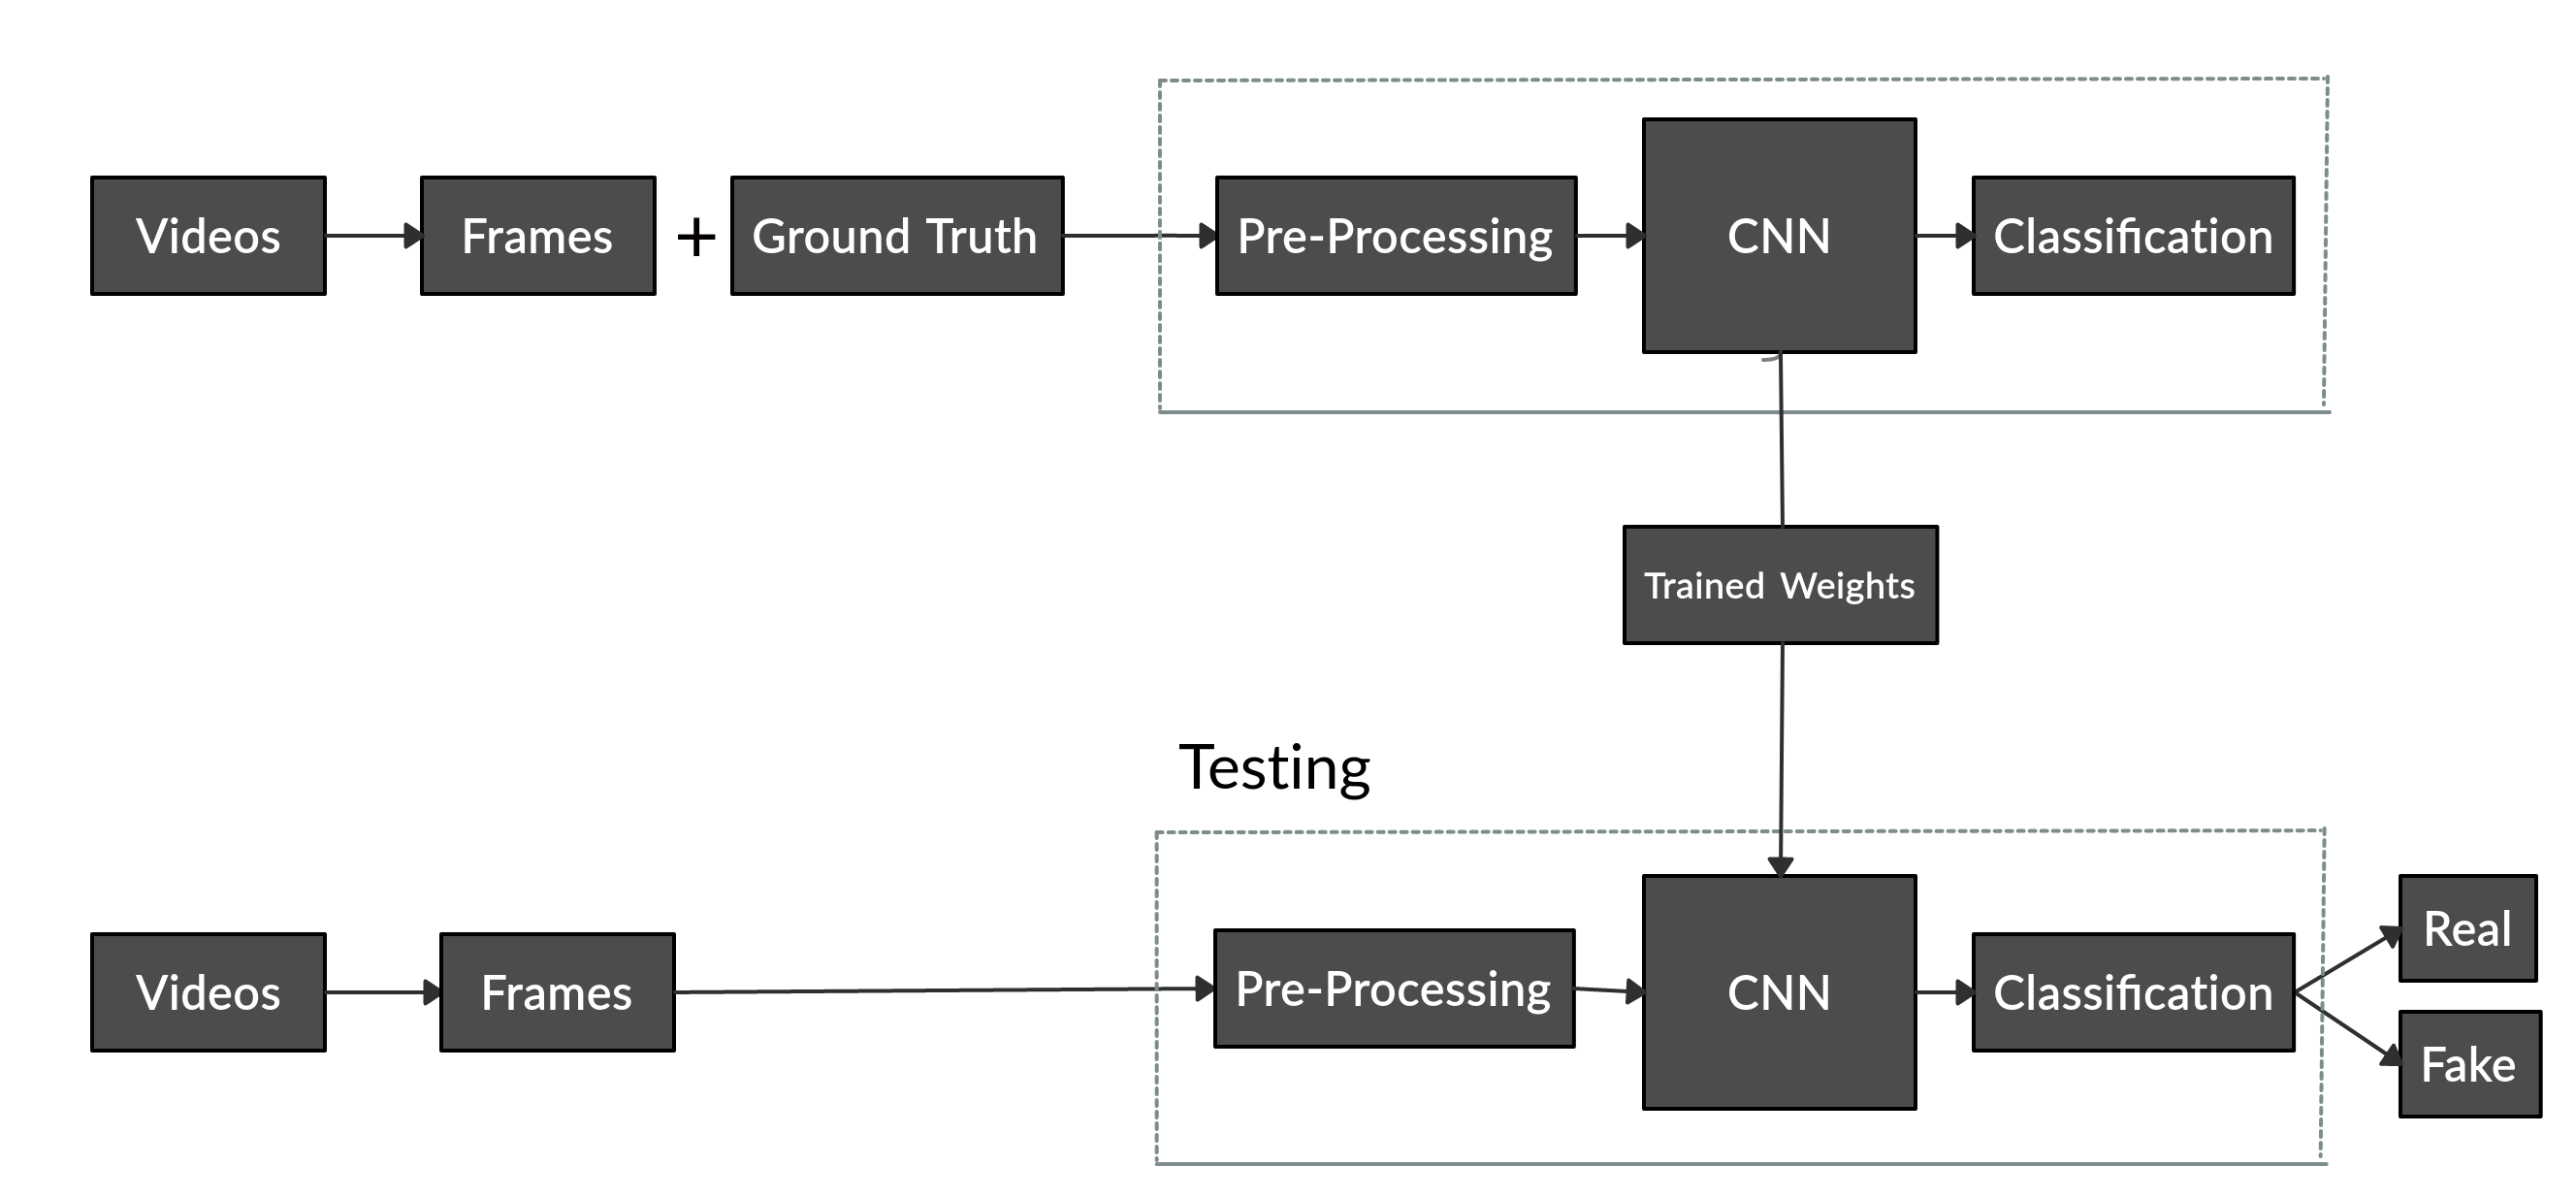 Videos
Frames
+
Ground Truth
Pre-Processing
CNN
Classification
Trained Weights
Testing
Videos
Frames
Pre-Processing
CNN
Classification
Real
Fake